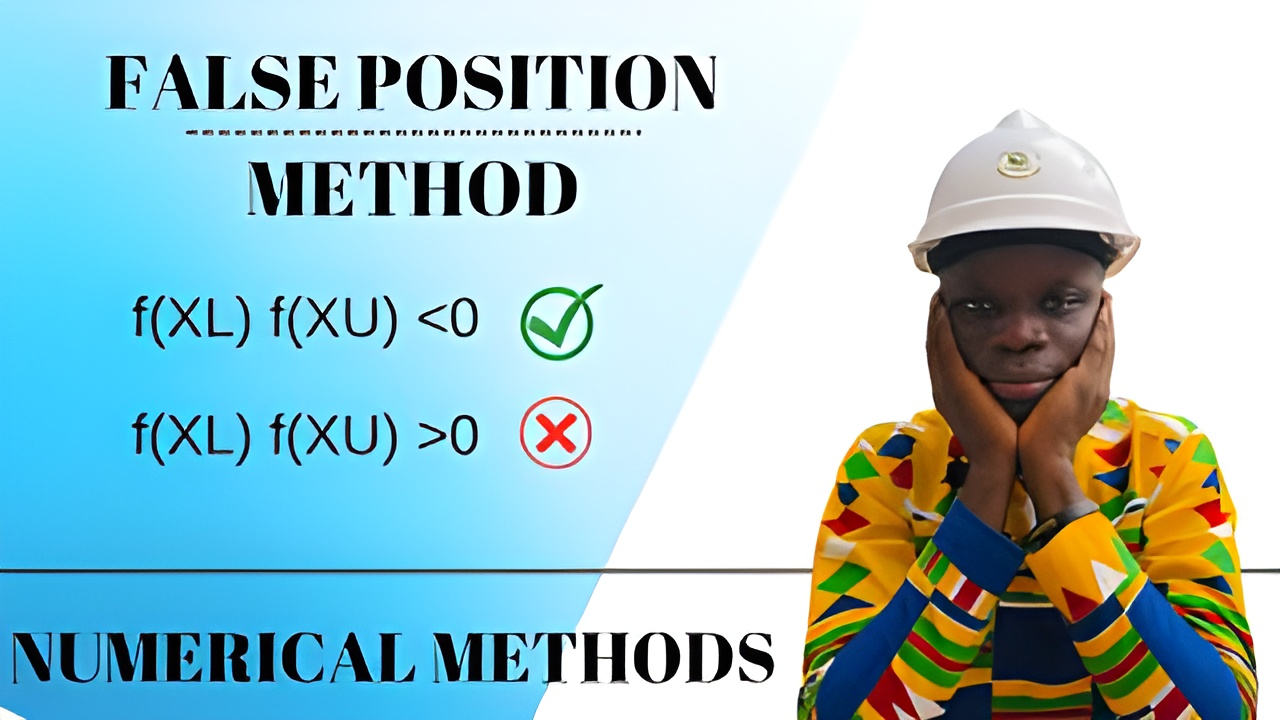 FALSE POSITION
METHOD
f(XL) f(XU) <0
f(XL) f(XU) >0
NUMERICAL METHODS